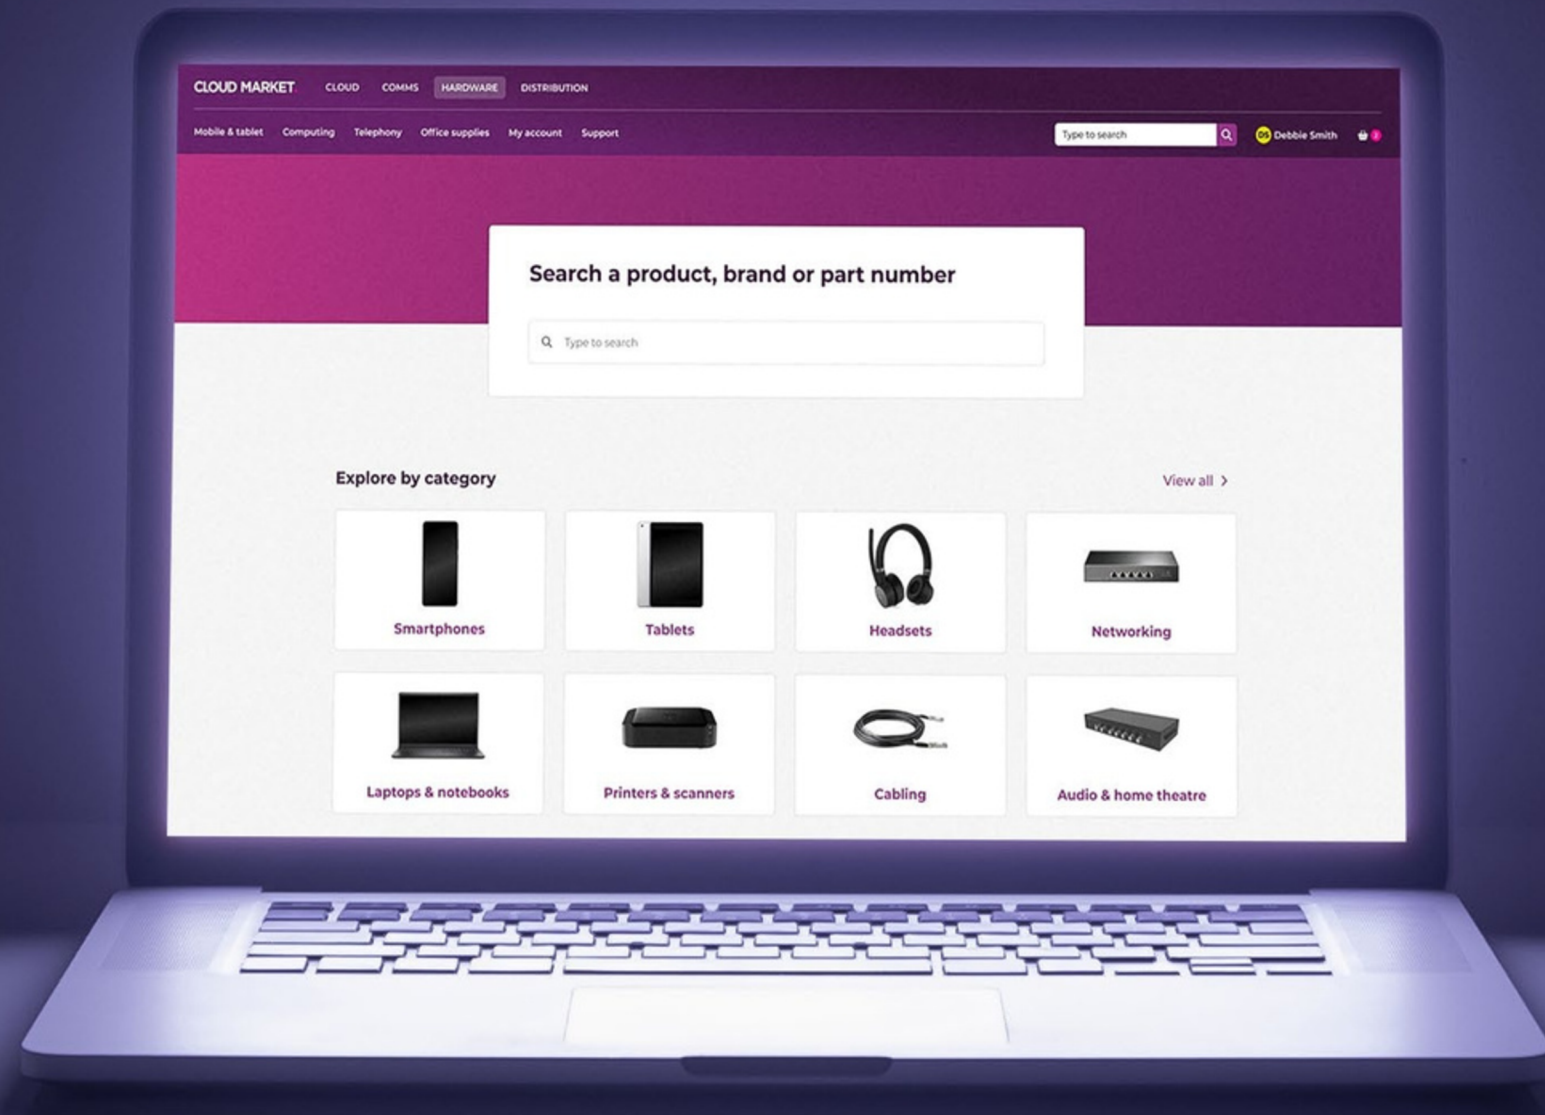 CLOUD MARKET. CLOUD COMMS HARDWARE DISTRIBUTION
Mobile & tablet Computing Telephony Office supplies My account Support Type to search DS Debbie Smith
Search a product, brand or part number
Type to search
Explore by category View all
Smartphones Tablets Headsets Networking
Laptops & notebooks Printers & scanners Cabling Audio & home theatre